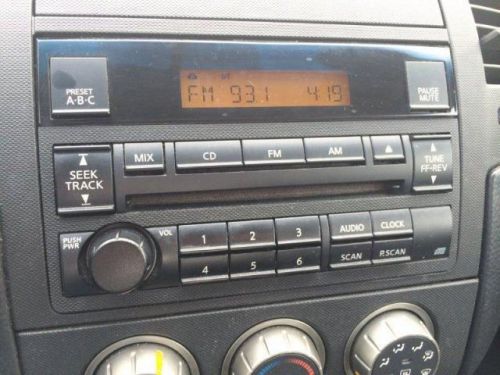 PRESET
A·B·C
FM 93.1 4:19
PAUSE
MUTE
SEEK
TRACK
MIX
CD
FM
AM
TUNE
FF·REV
PUSH
PWR
VOL
1
2
3
4
5
6
AUDIO
CLOCK
SCAN
P.SCAN